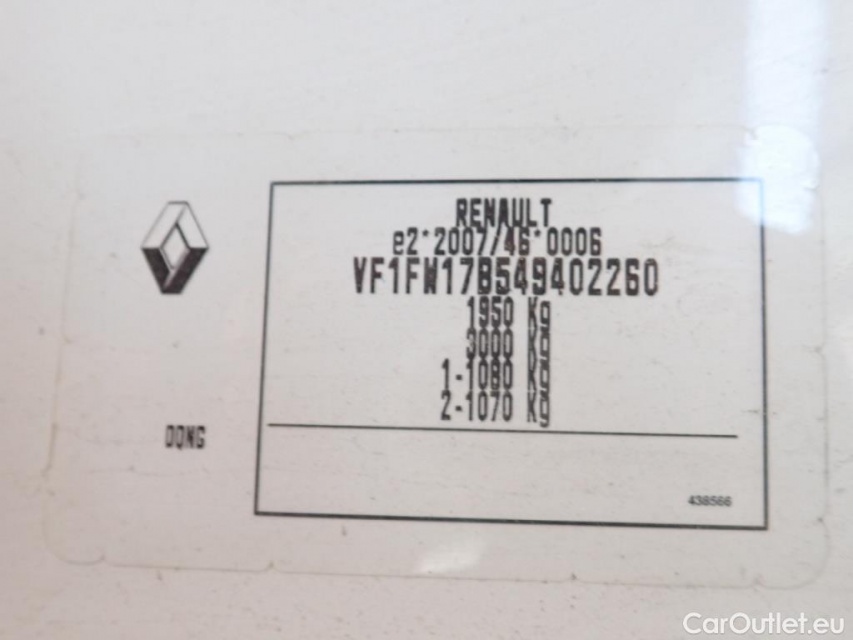 RENAULT
e2*2007/46*0006
VF1FW17B549402260
1950 Kg
3000 Kg
1-1080 Kg
2-1070 Kg
DQNG
438566
CarOutlet.eu